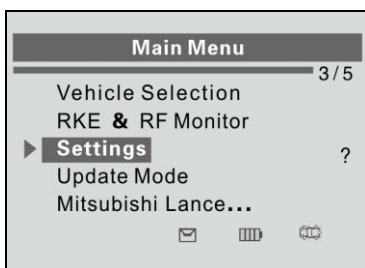 Main Menu
3/5
Vehicle Selection
RKE & RF Monitor
Settings
?
Update Mode
Mitsubishi Lance...